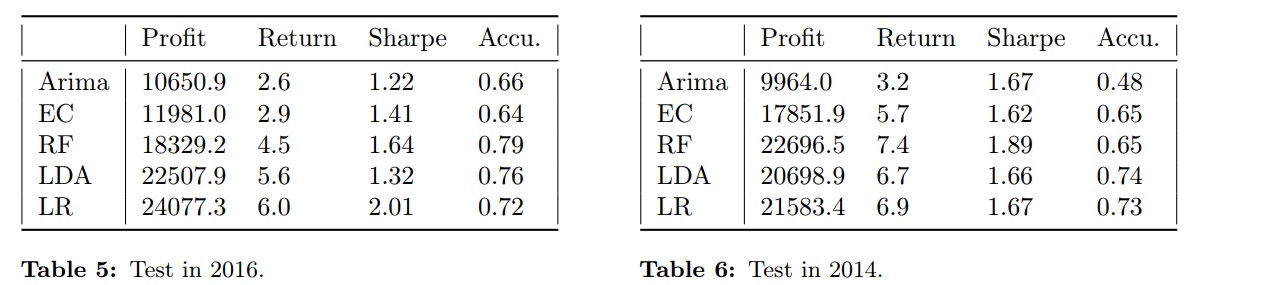 Profit Return Sharpe Accu.
Arima 10650.9 2.6 1.22 0.66
EC 11981.0 2.9 1.41 0.64
RF 18329.2 4.5 1.64 0.79
LDA 22507.9 5.6 1.32 0.76
LR 24077.3 6.0 2.01 0.72
Table 5: Test in 2016.
Profit Return Sharpe Accu.
Arima 9964.0 3.2 1.67 0.48
EC 17851.9 5.7 1.62 0.65
RF 22696.5 7.4 1.89 0.65
LDA 20698.9 6.7 1.66 0.74
LR 21583.4 6.9 1.67 0.73
Table 6: Test in 2014.